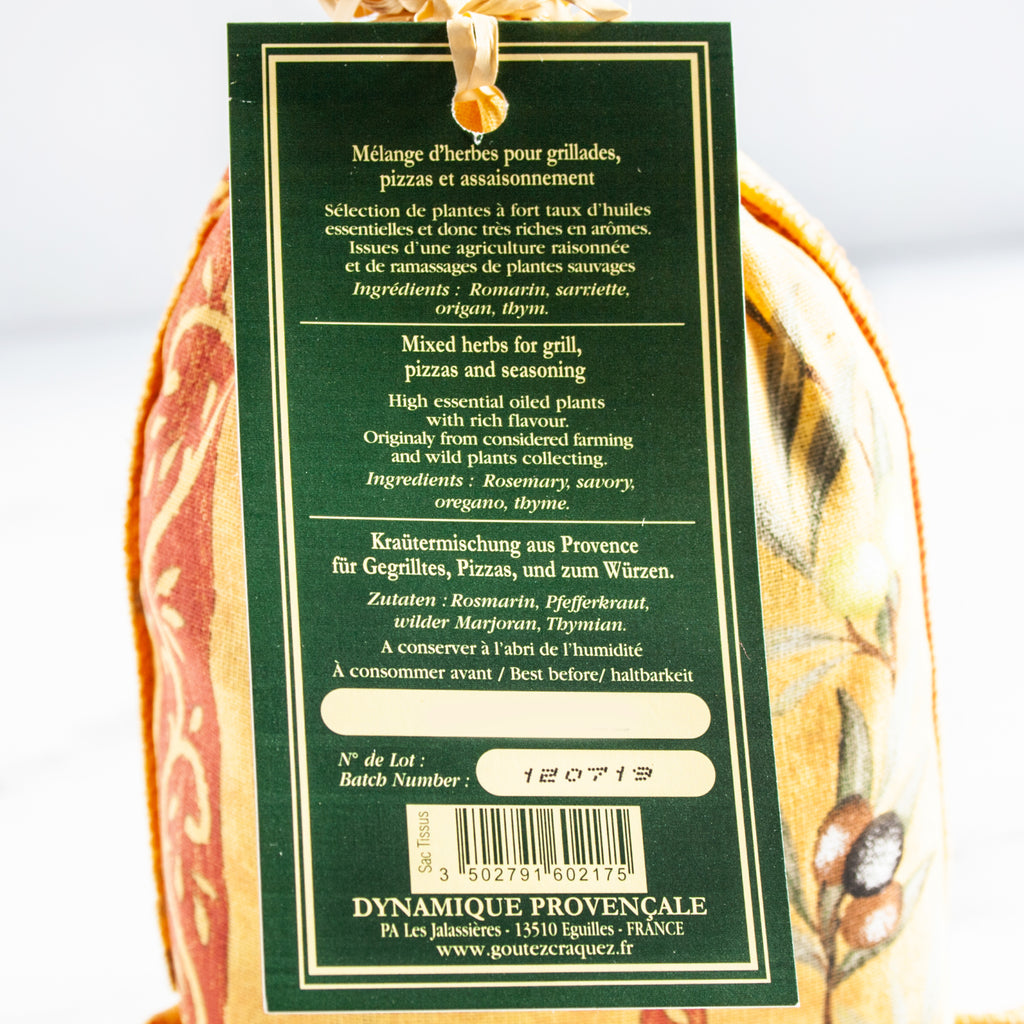 Mélange d'herbes pour grillades,
pizzas et assaisonnement
Sélection de plantes à fort taux d'huiles
essentielles et donc très riches en arômes.
Issues d'une agriculture raisonnée
et de ramassages de plantes sauvages
Ingrédients : Romarin, sarriette,
origan, thym.
Mixed herbs for grill,
pizzas and seasoning
High essential oiled plants
with rich flavour.
Originaly from considered farming
and wild plants collecting.
Ingredients : Rosemary, savory,
oregano, thyme.
Kraütermischung aus Provence
für Gegrilltes, Pizzas, und zum Würzen.
Zutaten : Rosmarin, Pfefferkraut,
wilder Marjoran, Thymian.
A conserver à l'abri de l'humidité
À consommer avant / Best before/ haltbarkeit
N° de Lot :
Batch Number :
120719
Sac Tissus
3 502791 602175
DYNAMIQUE PROVENÇALE
PA Les Jalassières - 13510 Eguilles - FRANCE
www.goutezcraquez.fr